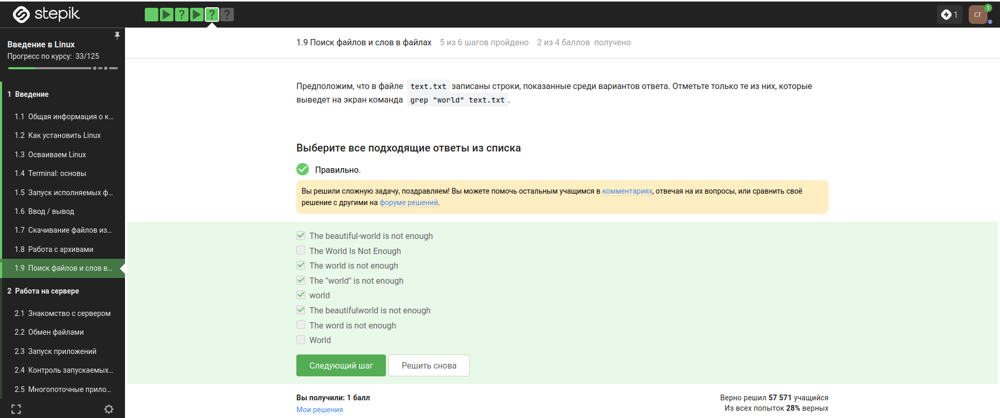 stepik
? ? ?
1
СГ
1
Введение в Linux
Прогресс по курсу: 33/125
1 Введение
1.1 Общая информация о к...
1.2 Как установить Linux
1.3 Осваиваем Linux
1.4 Terminal: основы
1.5 Запуск исполняемых ф...
1.6 Ввод / вывод
1.7 Скачивание файлов из...
1.8 Работа с архивами
1.9 Поиск файлов и слов в...
2 Работа на сервере
2.1 Знакомство с сервером
2.2 Обмен файлами
2.3 Запуск приложений
2.4 Контроль запускаемых...
2.5 Многопоточные прило...
1.9 Поиск файлов и слов в файлах 5 из 6 шагов пройдено 2 из 4 баллов получено
Предположим, что в файле text.txt записаны строки, показанные среди вариантов ответа. Отметьте только те из них, которые
выведет на экран команда grep "world" text.txt.
Выберите все подходящие ответы из списка
Правильно.
Вы решили сложную задачу, поздравляем! Вы можете помочь остальным учащимся в комментариях, отвечая на их вопросы, или сравнить своё
решение с другими на форуме решений.
The beautiful-world is not enough
The World Is Not Enough
The world is not enough
The "world" is not enough
world
The beautifulworld is not enough
The word is not enough
World
Следующий шаг Решить снова
Вы получили: 1 балл
Мои решения
Верно решил 57 571 учащийся
Из всех попыток 28% верных